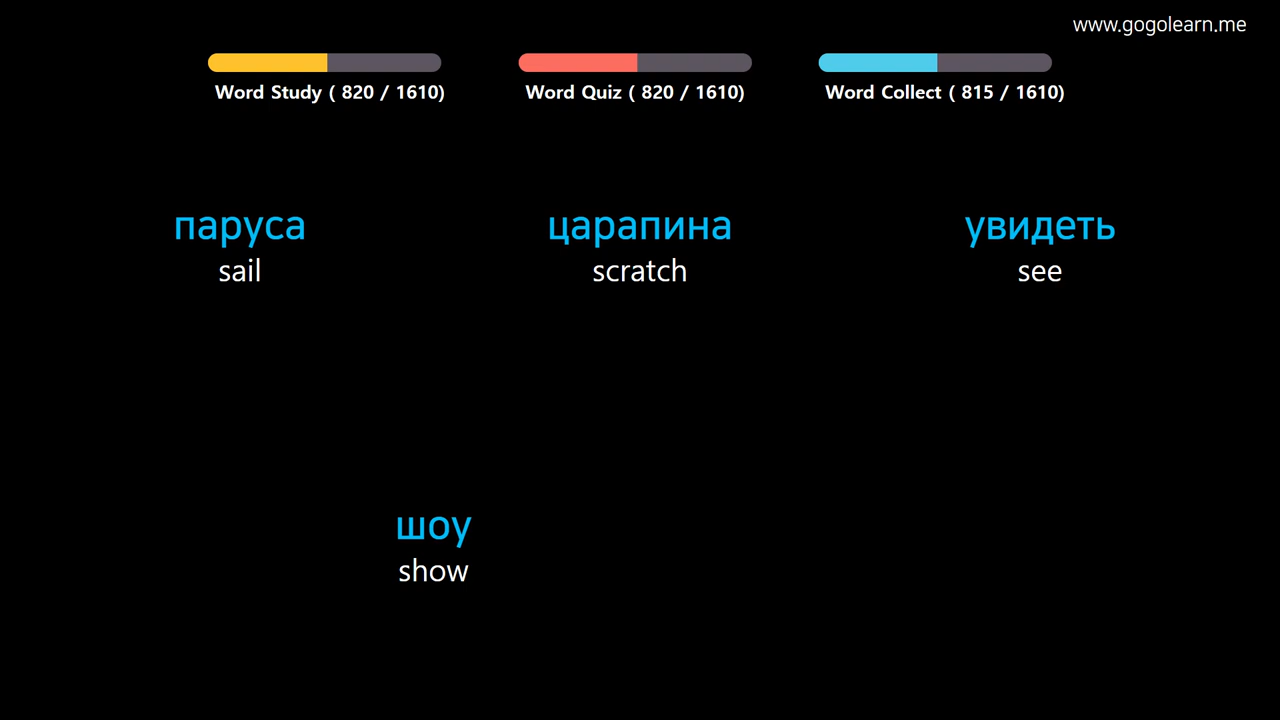 www.gogolearn.me
Word Study ( 820 / 1610)
Word Quiz ( 820 / 1610)
Word Collect ( 815 / 1610)
паруса
sail
царапина
scratch
увидеть
see
шоу
show